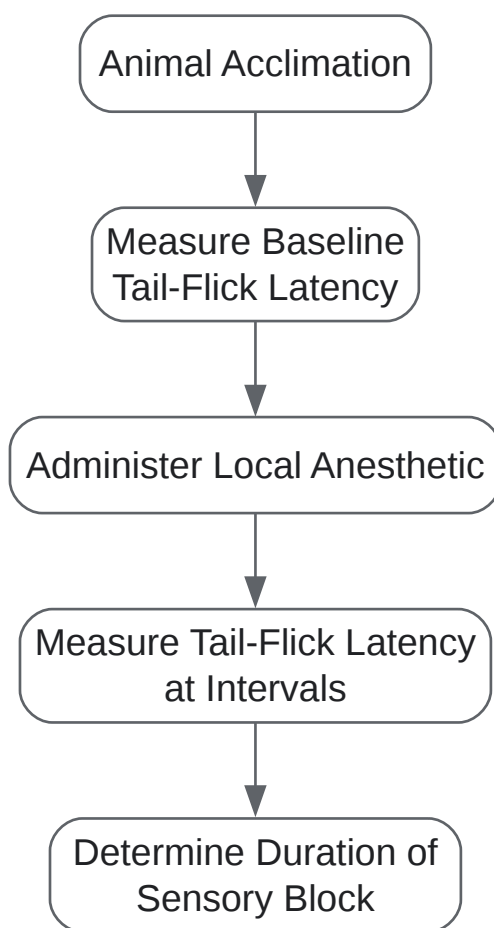 Animal Acclimation
Measure Baseline
Tail-Flick Latency
Administer Local Anesthetic
Measure Tail-Flick Latency
at Intervals
Determine Duration of
Sensory Block